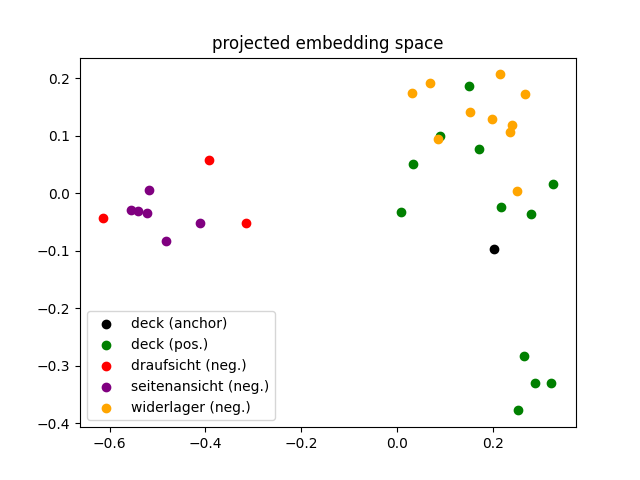 projected embedding space
0.2
0.1
0.0
−0.1
−0.2
−0.3
−0.4
−0.6
−0.4
−0.2
0.0
0.2
deck (anchor)
deck (pos.)
draufsicht (neg.)
seitenansicht (neg.)
widerlager (neg.)